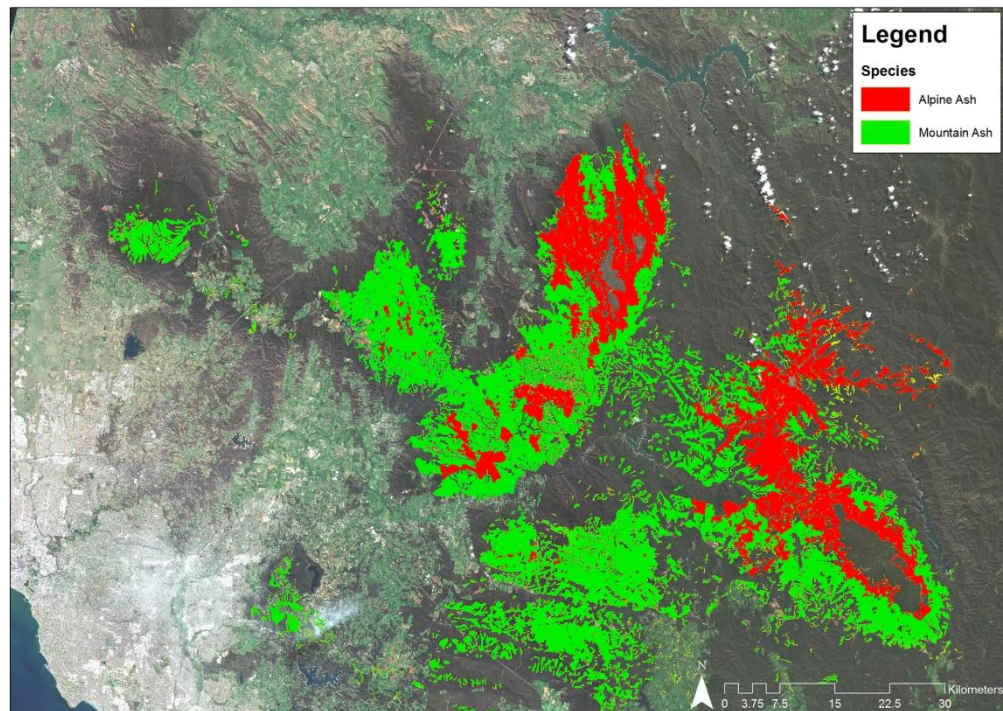 Legend
Species
Alpine Ash
Mountain Ash
N
Kilometers
0 3.75 7.5 15 22.5 30